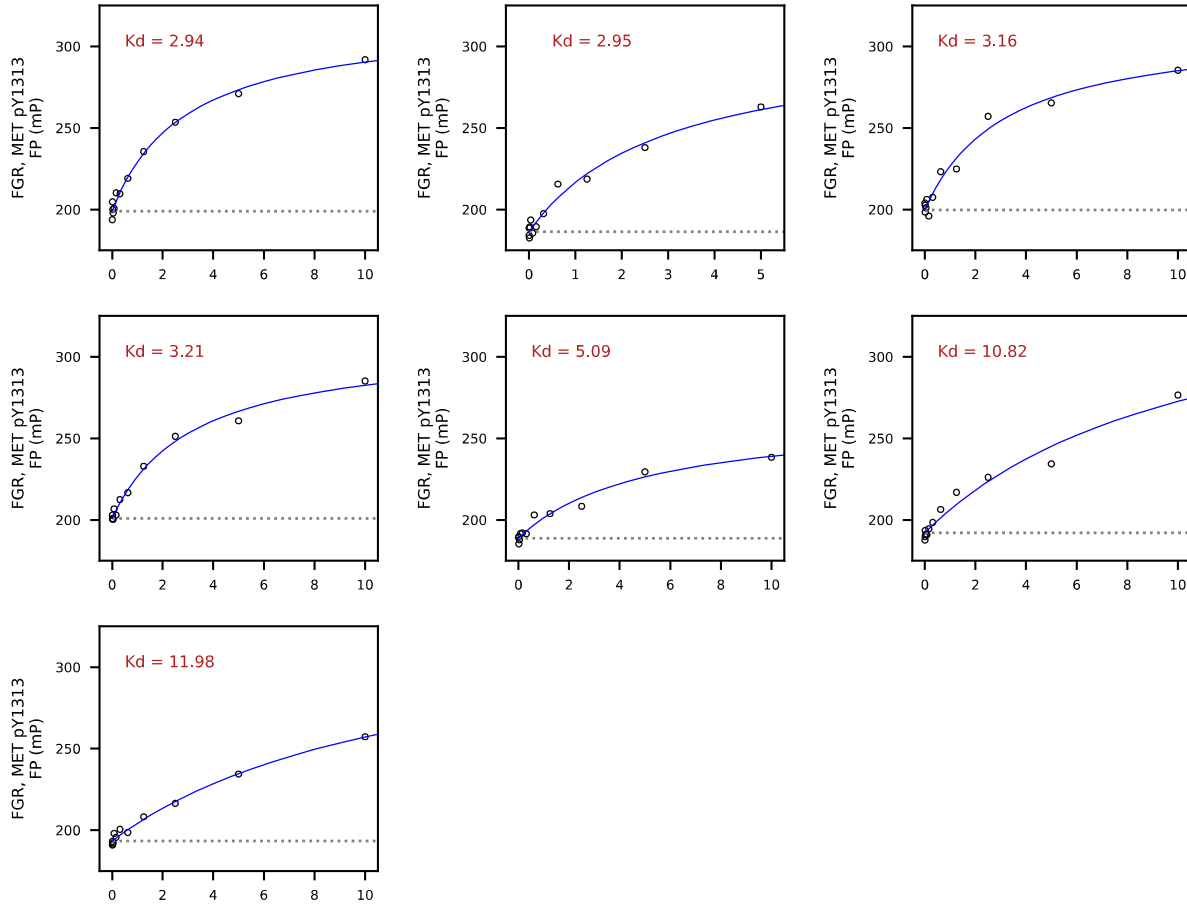 Kd = 2.94
FGR, MET pY1313
FP (mP)
300
250
200
0 2 4 6 8 10
Kd = 2.95
FGR, MET pY1313
FP (mP)
300
250
200
0 1 2 3 4 5
Kd = 3.16
FGR, MET pY1313
FP (mP)
300
250
200
0 2 4 6 8 10
Kd = 3.21
FGR, MET pY1313
FP (mP)
300
250
200
0 2 4 6 8 10
Kd = 5.09
FGR, MET pY1313
FP (mP)
300
250
200
0 2 4 6 8 10
Kd = 10.82
FGR, MET pY1313
FP (mP)
300
250
200
0 2 4 6 8 10
Kd = 11.98
FGR, MET pY1313
FP (mP)
300
250
200
0 2 4 6 8 10